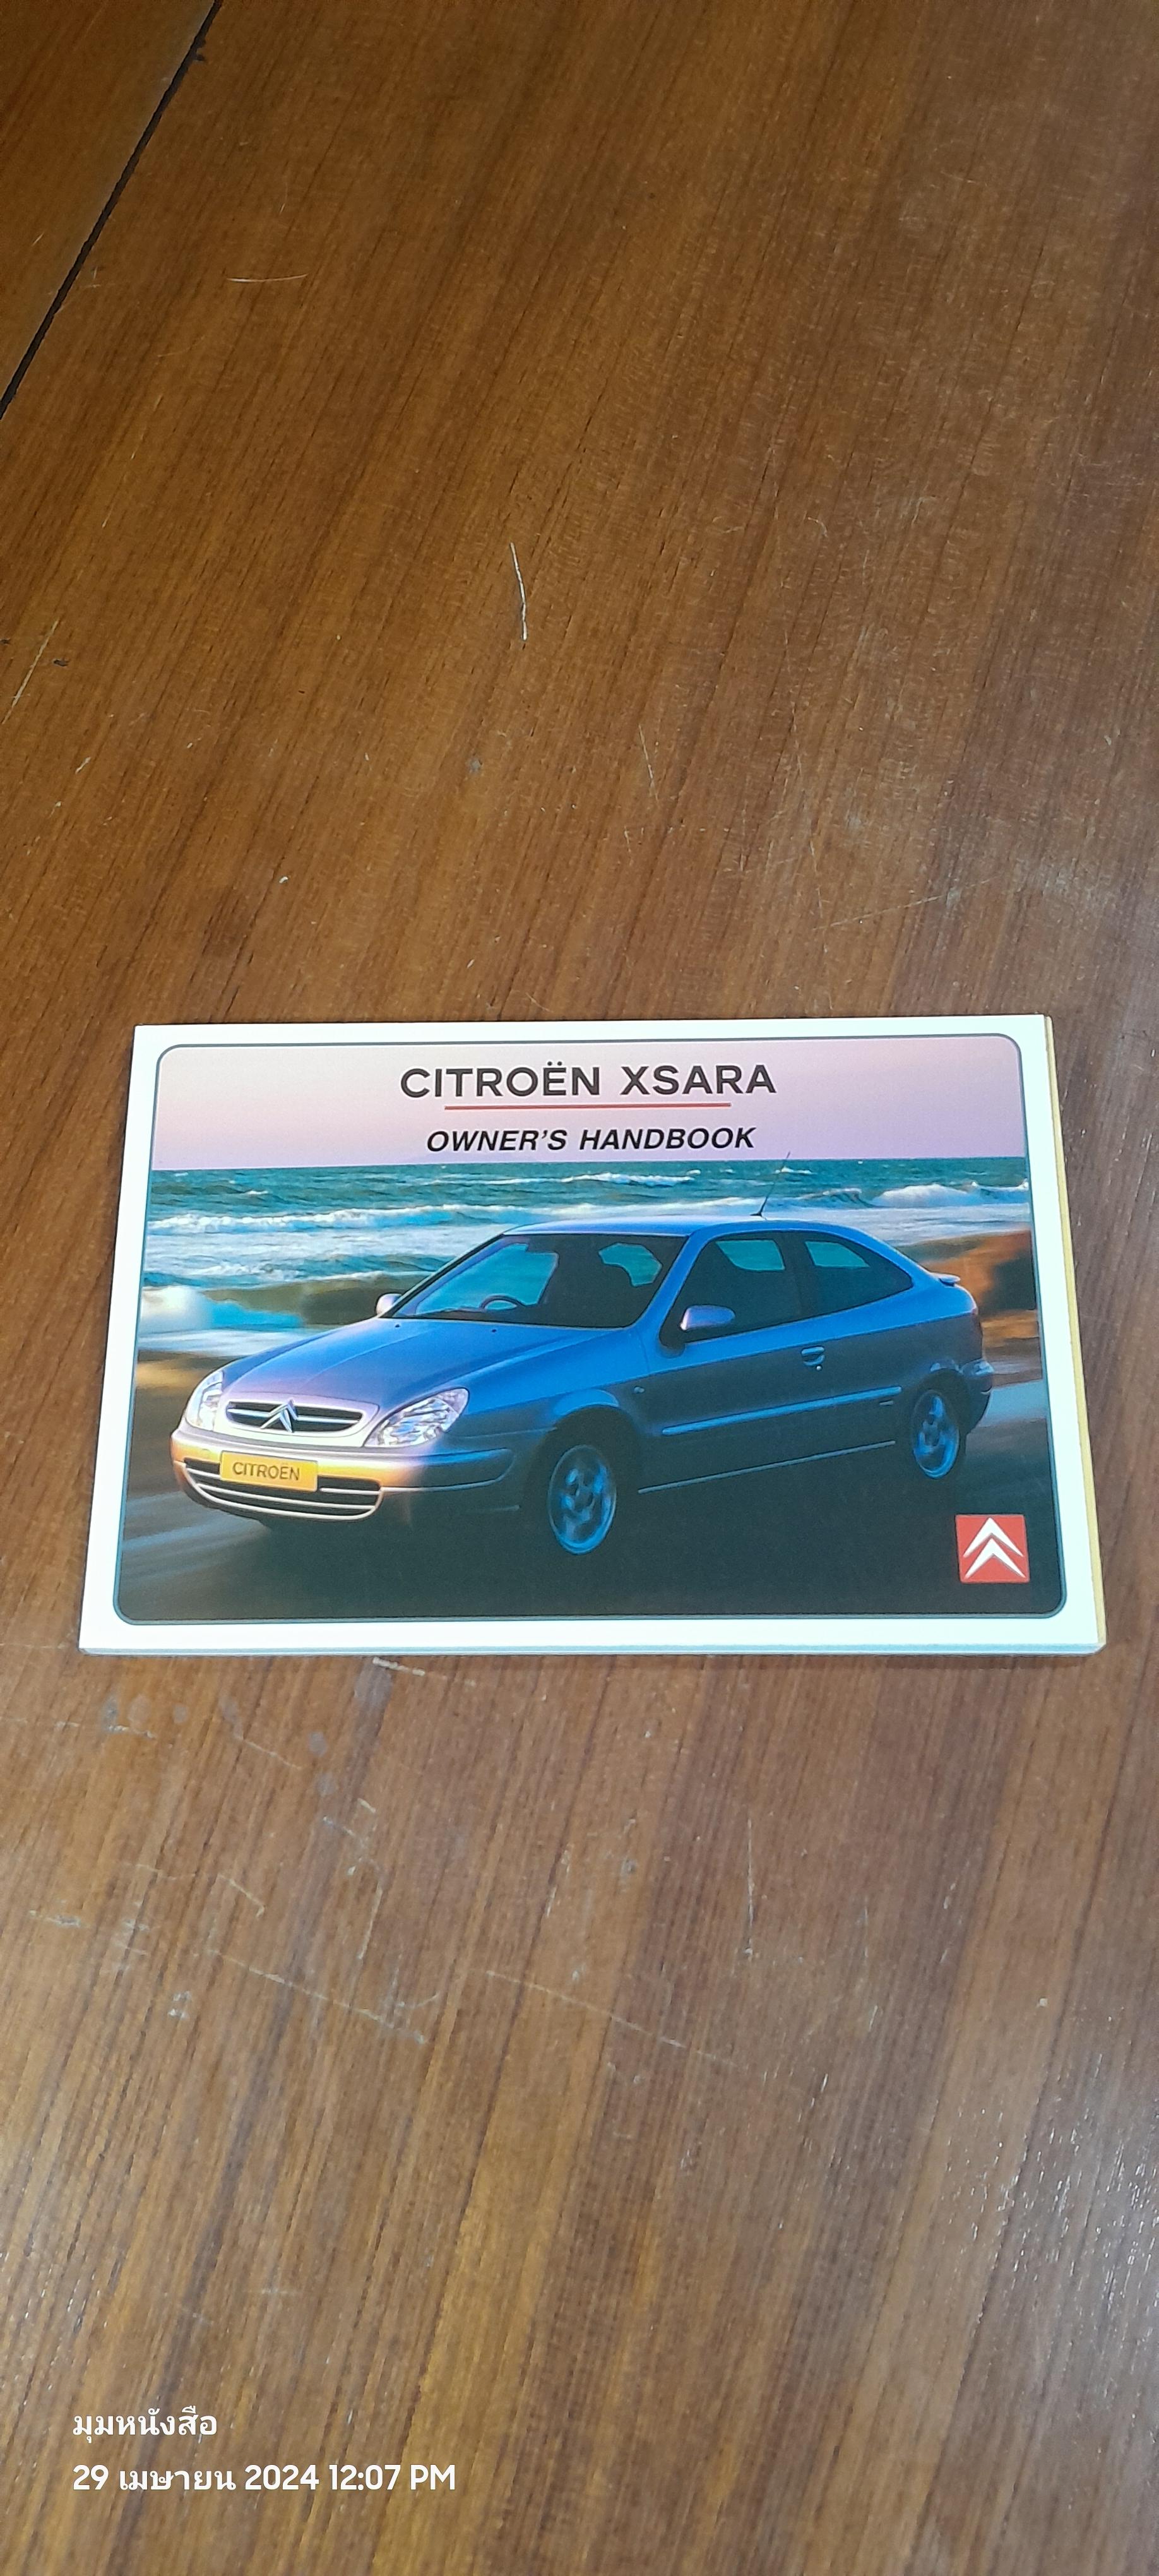 CITROËN XSARA
OWNER'S HANDBOOK
CITROËN
มุมหนังสือ
29 เมษายน 2024 12:07 PM